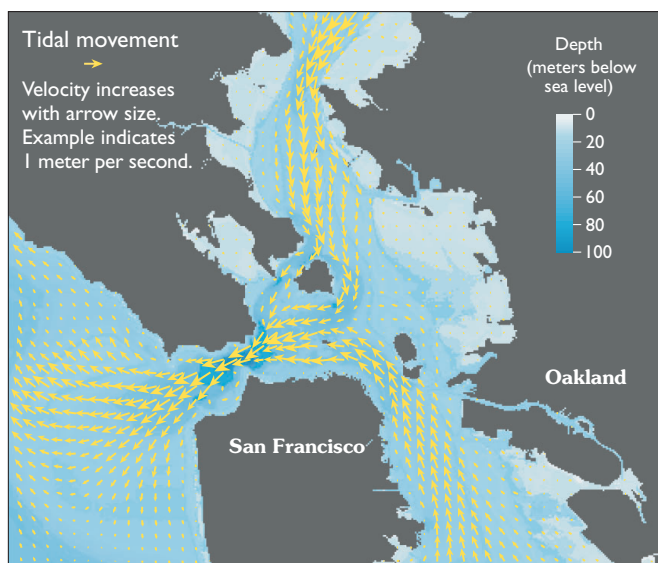 Tidal movement
Velocity increases
with arrow size.
Example indicates
1 meter per second.
Depth
(meters below
sea level)
0
20
40
60
80
100
Oakland
San Francisco